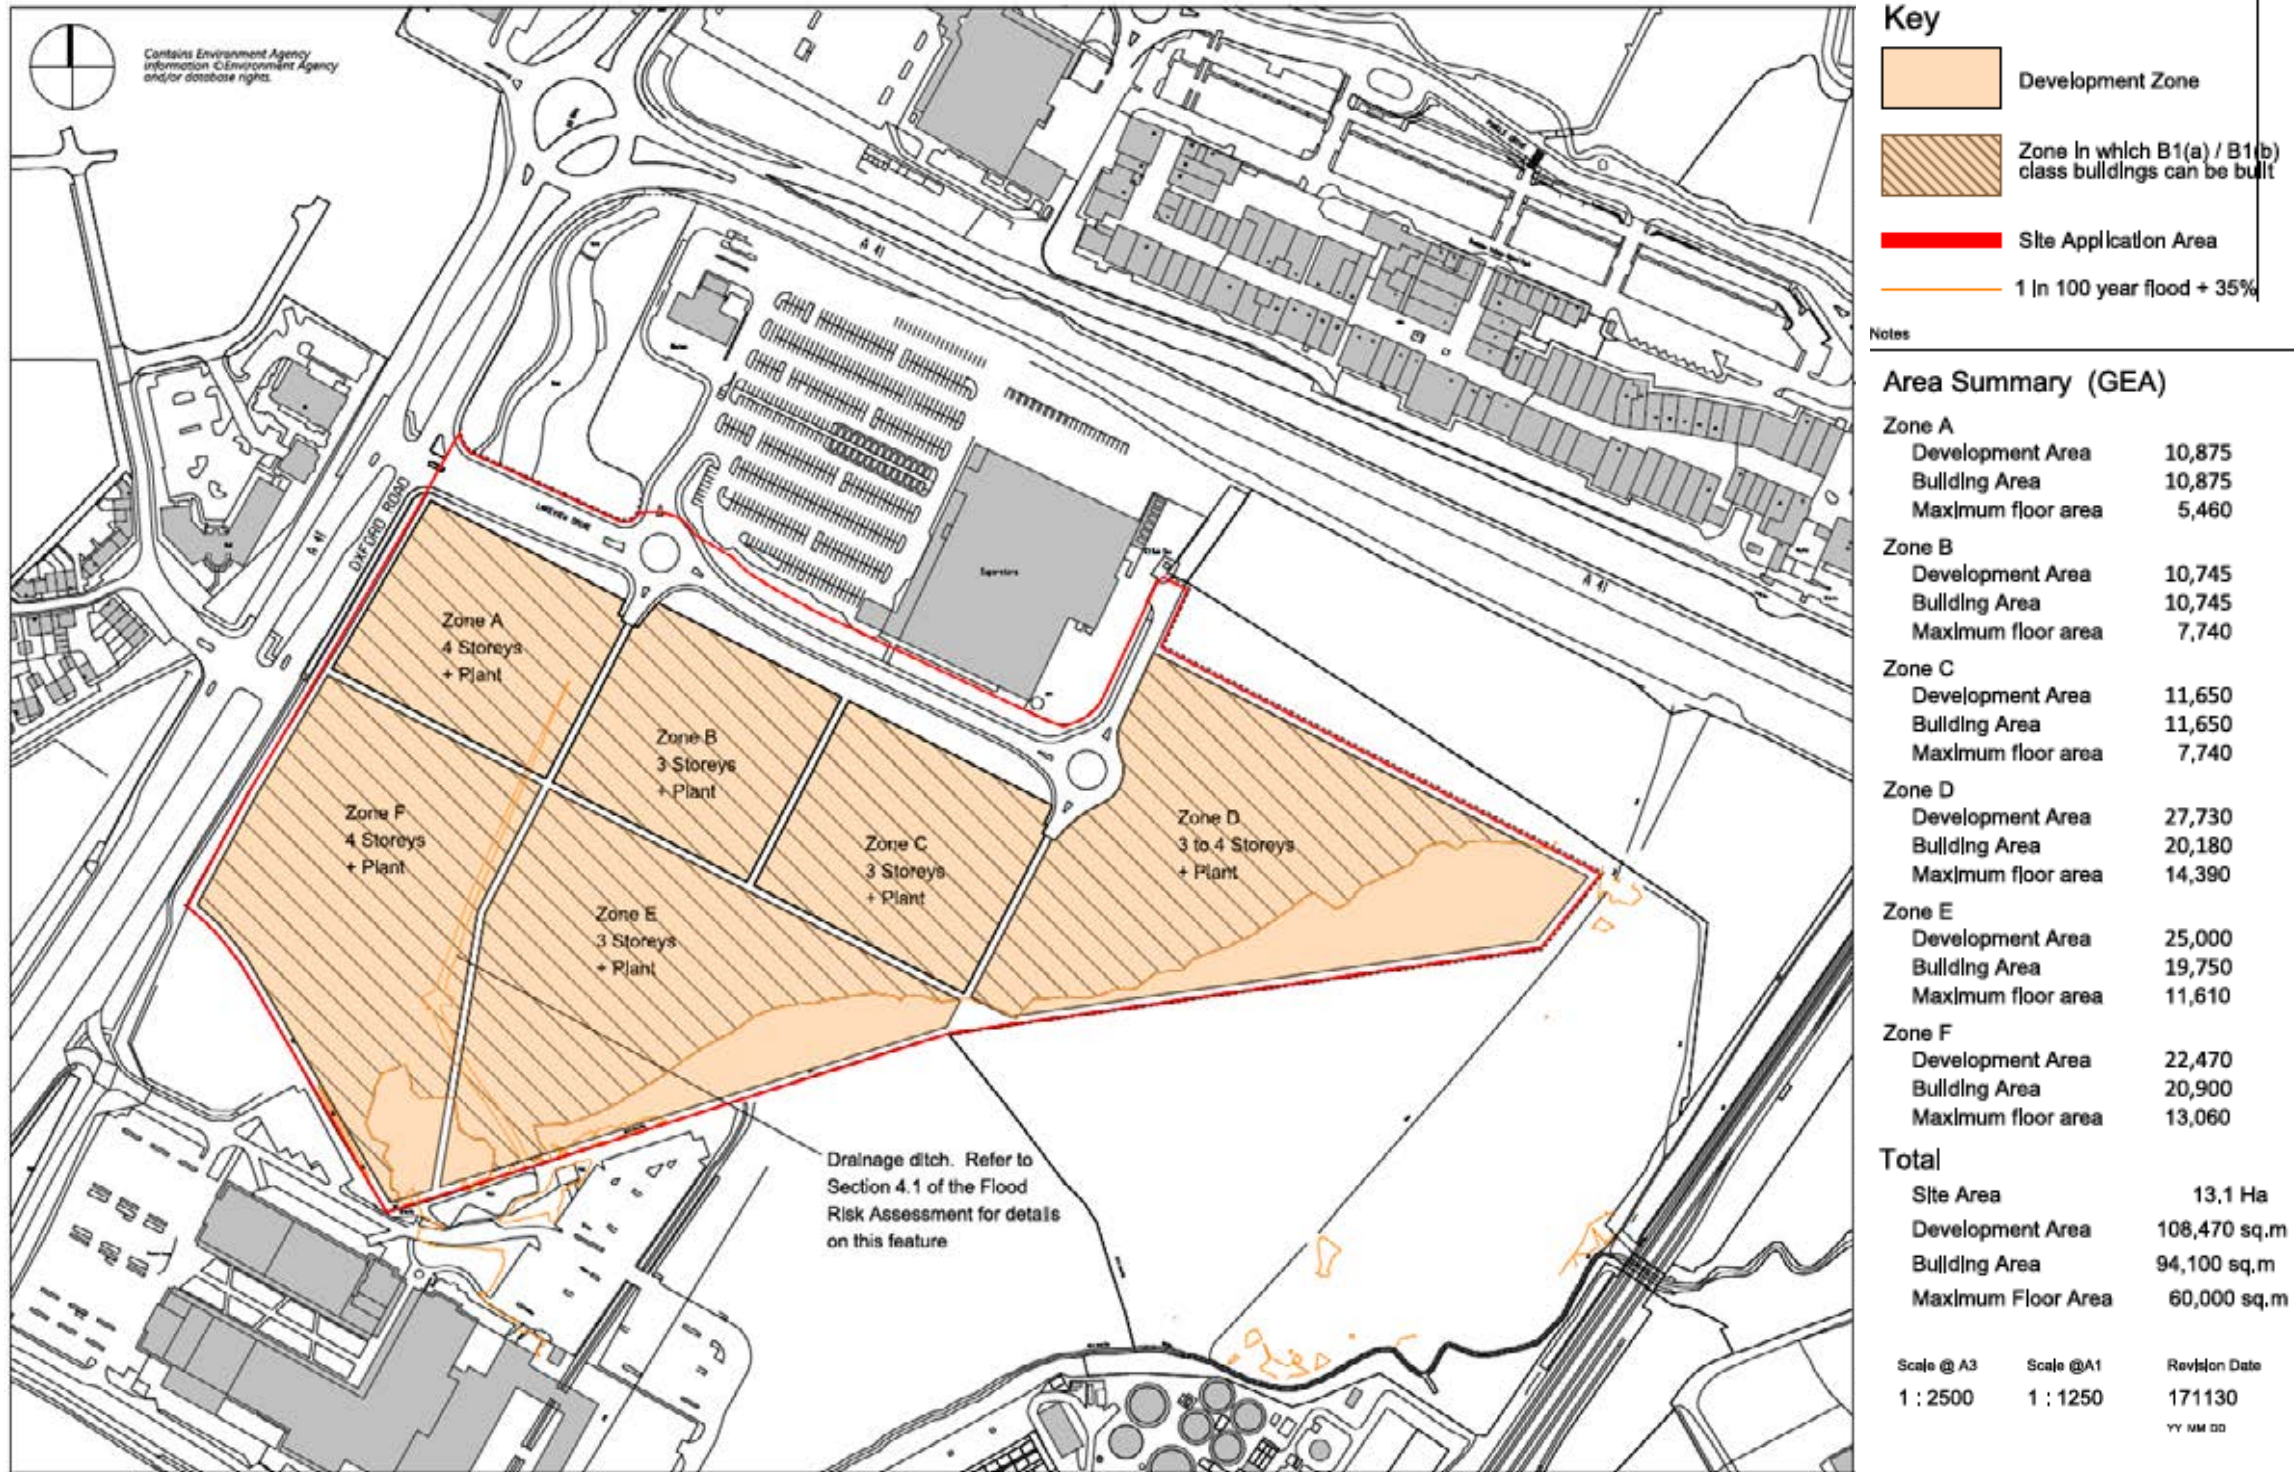 Contains Environment Agency
information ©Environment Agency
and/or database rights.
A 41
OXFORD ROAD
A 41
LAKEVIEW DRIVE
Superstore
A 41
Zone A
4 Storeys
+ Plant
Zone B
3 Storeys
+ Plant
Zone C
3 Storeys
+ Plant
Zone D
3 to 4 Storeys
+ Plant
Zone F
4 Storeys
+ Plant
Zone E
3 Storeys
+ Plant
Drainage ditch. Refer to
Section 4.1 of the Flood
Risk Assessment for details
on this feature
Key
Development Zone
Zone in which B1(a) / B1(b)
class buildings can be built
Site Application Area
1 in 100 year flood + 35%
Notes
Area Summary (GEA)
Zone A
Development Area 10,875
Building Area 10,875
Maximum floor area 5,460
Zone B
Development Area 10,745
Building Area 10,745
Maximum floor area 7,740
Zone C
Development Area 11,650
Building Area 11,650
Maximum floor area 7,740
Zone D
Development Area 27,730
Building Area 20,180
Maximum floor area 14,390
Zone E
Development Area 25,000
Building Area 19,750
Maximum floor area 11,610
Zone F
Development Area 22,470
Building Area 20,900
Maximum floor area 13,060
Total
Site Area 13.1 Ha
Development Area 108,470 sq.m
Building Area 94,100 sq.m
Maximum Floor Area 60,000 sq.m
Scale @ A3 Scale @A1 Revision Date
1 : 2500 1 : 1250 171130
YY MM DD